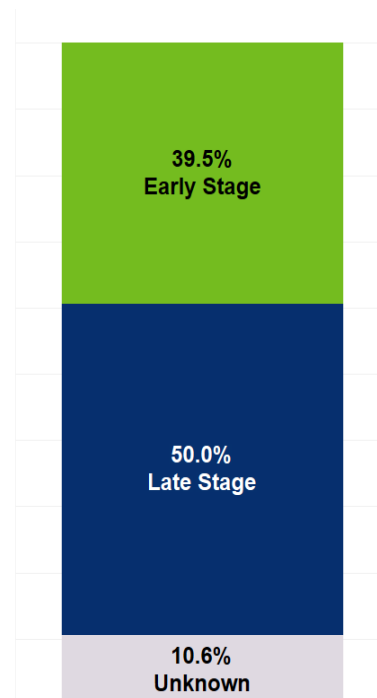 39.5%
Early Stage
50.0%
Late Stage
10.6%
Unknown